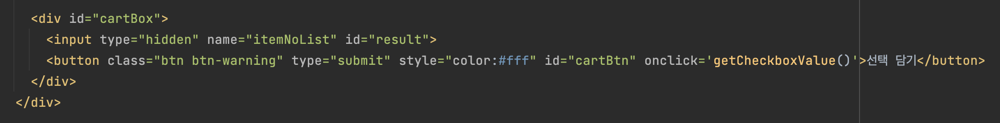 <div id="cartBox">
<input type="hidden" name="itemNoList" id="result">
<button class="btn btn-warning" type="submit" style="color:#fff" id="cartBtn" onclick='getCheckboxValue()'>선택 담기</button>
</div>
</div>